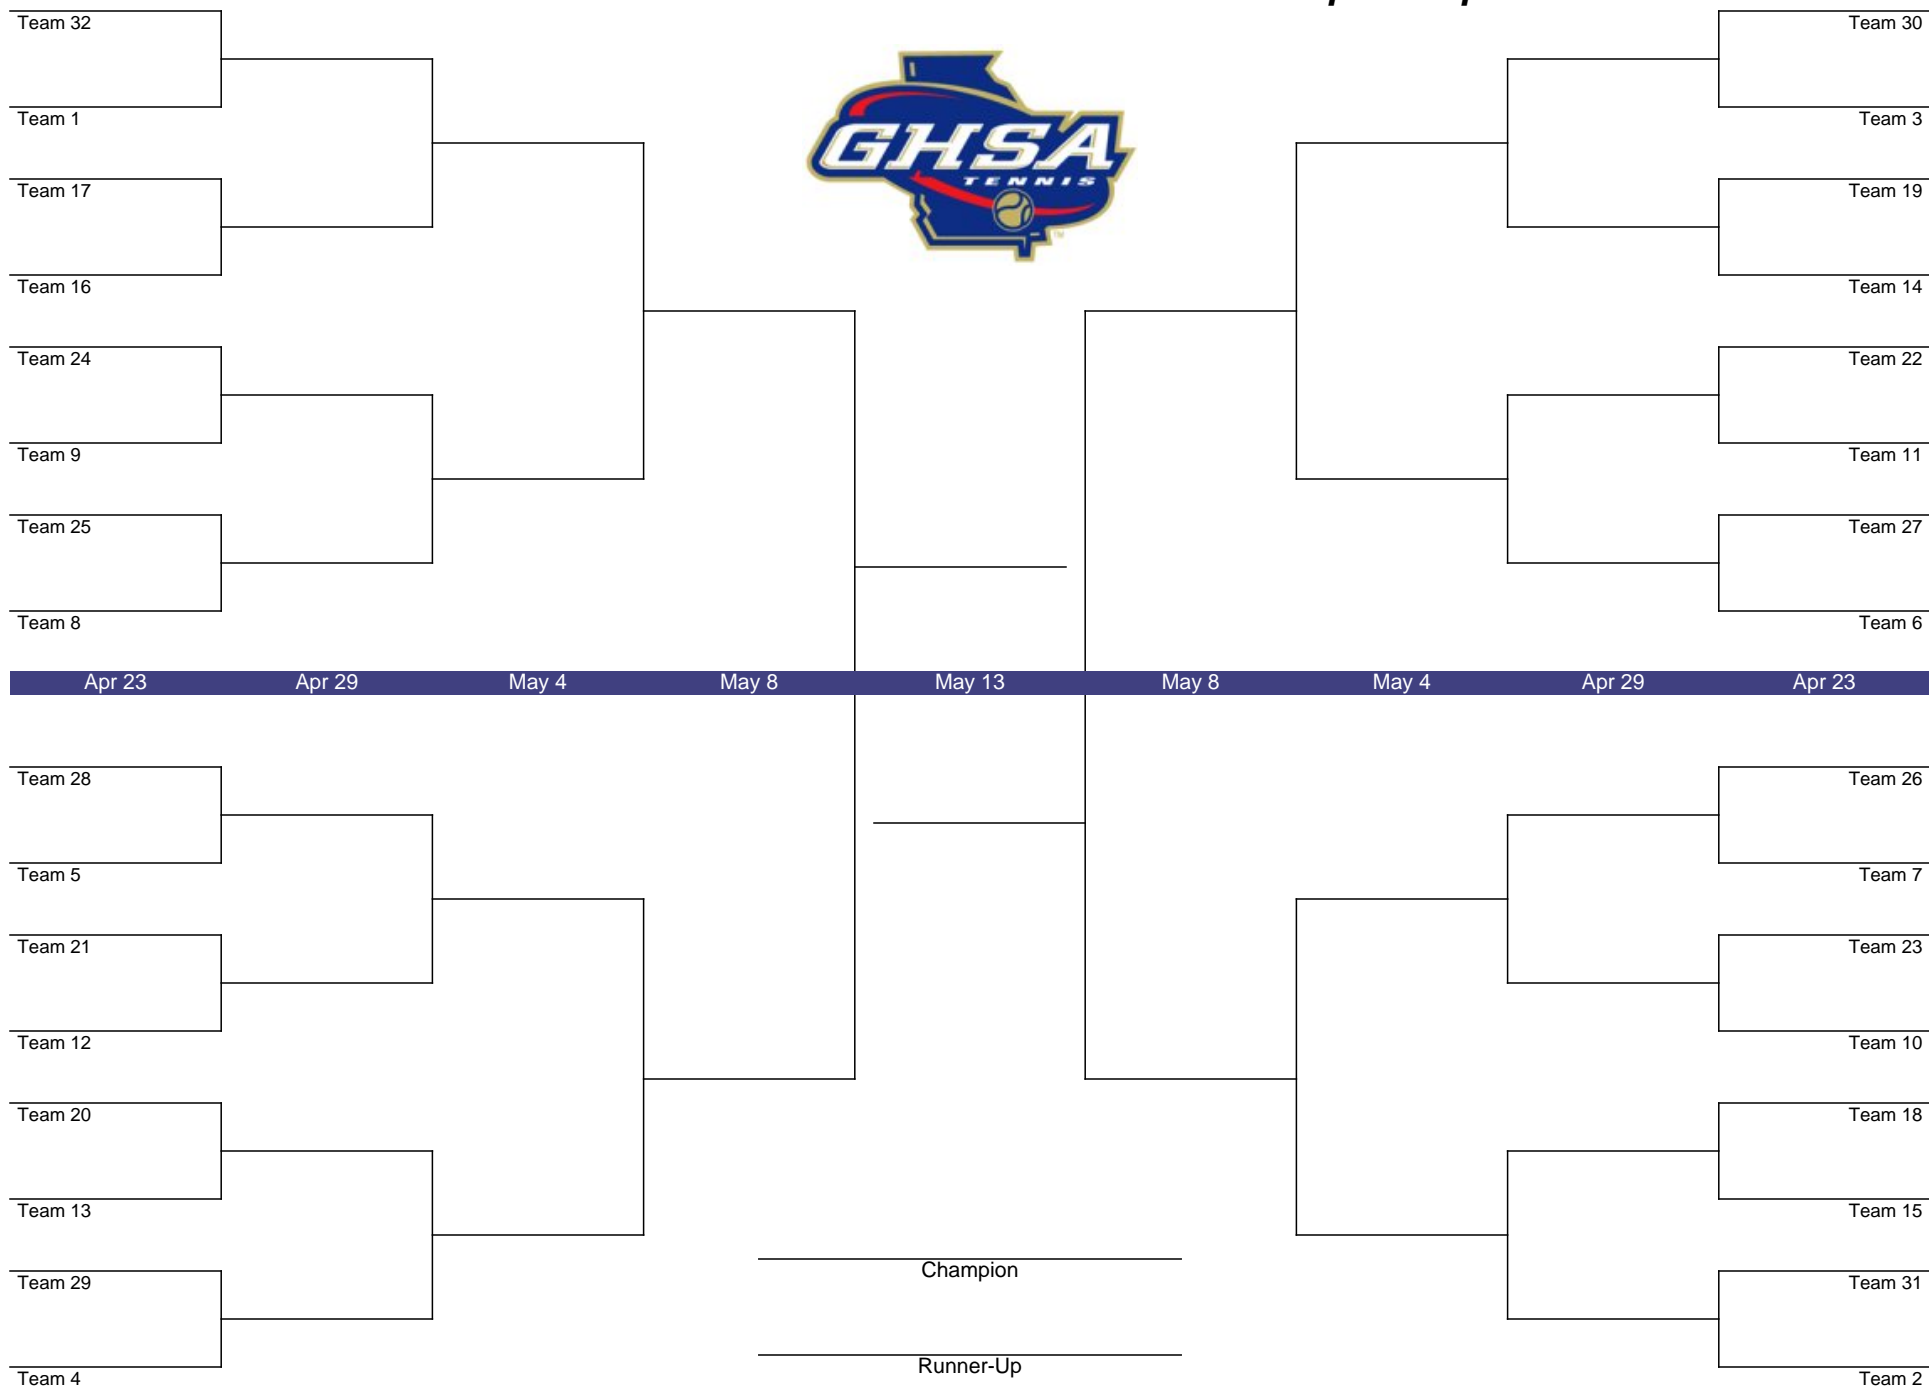 Team 32
Team 1
Team 17
Team 16
Team 24
Team 9
Team 25
Team 8
GHSA
TENNIS
TM
Team 30
Team 3
Team 19
Team 14
Team 22
Team 11
Team 27
Team 6
Apr 23 Apr 29 May 4 May 8 May 13 May 8 May 4 Apr 29 Apr 23
Team 28
Team 5
Team 21
Team 12
Team 20
Team 13
Team 29
Team 4
Champion
Runner-Up
Team 26
Team 7
Team 23
Team 10
Team 18
Team 15
Team 31
Team 2